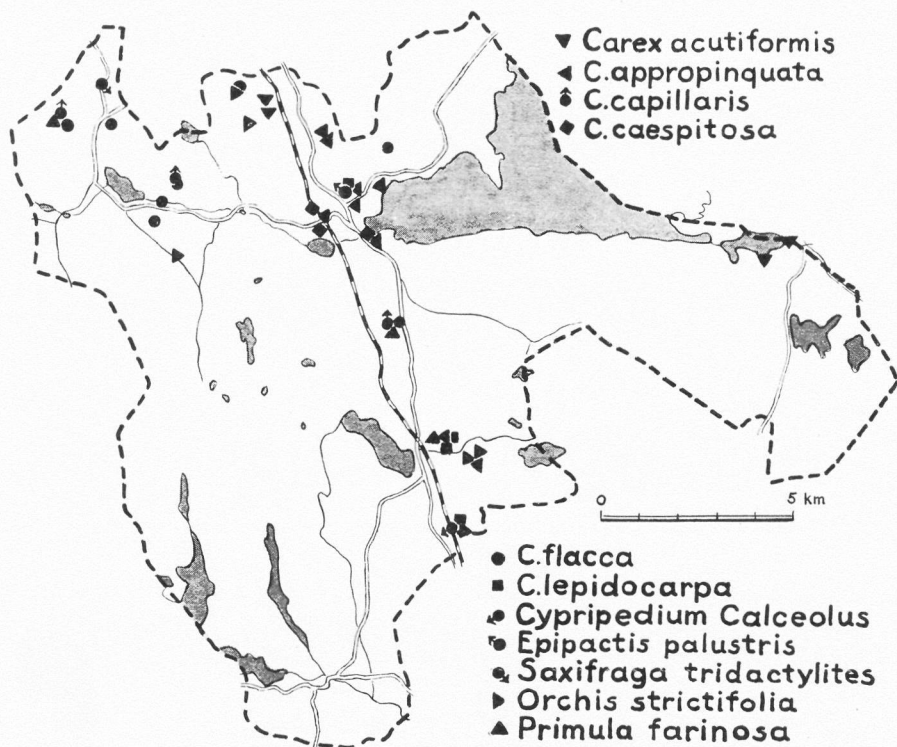 Carex acutiformis
C.appropinquata
C.capillaris
C.caespitosa
0 5 km
C.flacca
C.lepidocarpa
Cypripedium Calceolus
Epipactis palustris
Saxifraga tridactylites
Orchis strictifolia
Primula farinosa